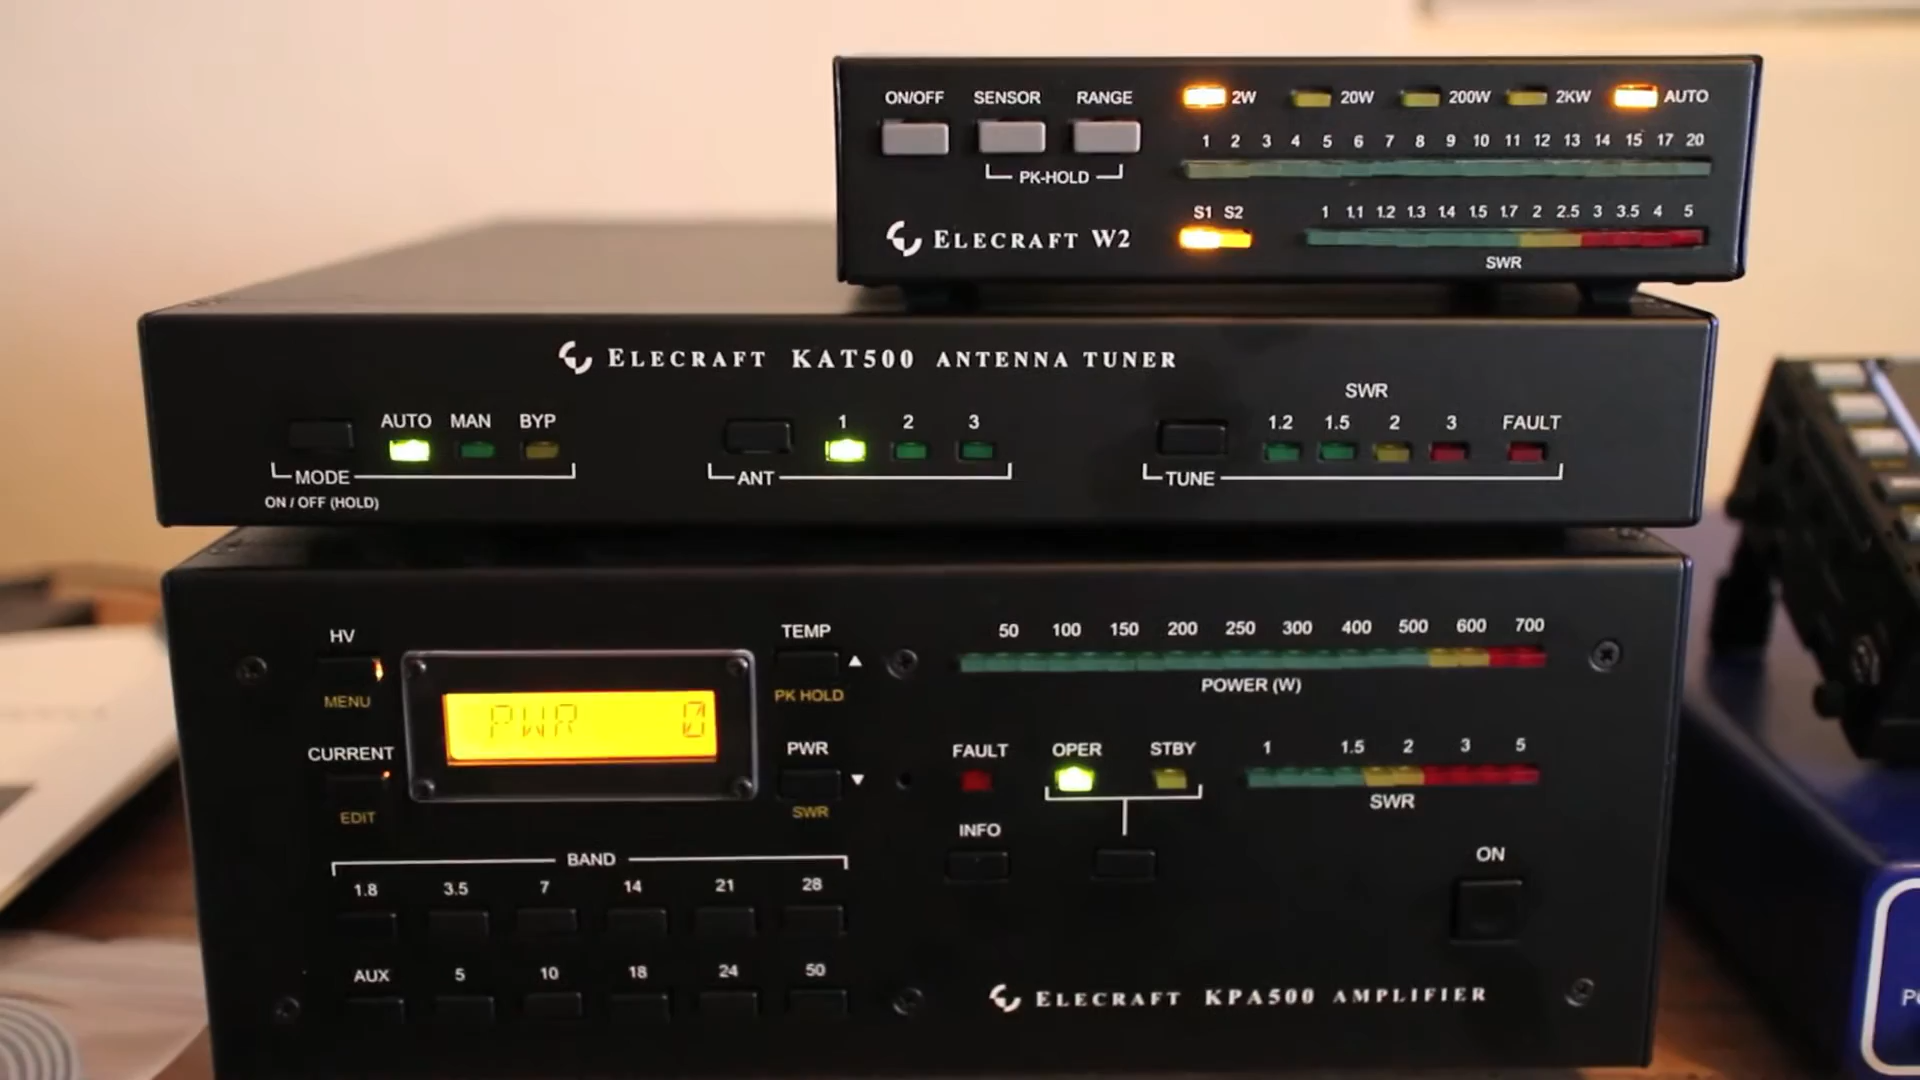 ON/OFF SENSOR RANGE 2W 20W 200W 2KW AUTO
1 2 3 4 5 6 7 8 9 10 11 12 13 14 15 17 20
PK-HOLD
S1 S2 1 1.1 1.2 1.3 1.4 1.5 1.7 2 2.5 3 3.5 4 5
ELECRAFT W2
SWR
ELECRAFT KAT500 ANTENNA TUNER
SWR
AUTO MAN BYP 1 2 3 1.2 1.5 2 3 FAULT
MODE ANT TUNE
ON / OFF (HOLD)
HV TEMP 50 100 150 200 250 300 400 500 600 700
MENU PK HOLD POWER (W)
PWR 0
CURRENT PWR FAULT OPER STBY 1 1.5 2 3 5
EDIT SWR SWR
INFO
BAND ON
1.8 3.5 7 14 21 28
AUX 5 10 18 24 50
ELECRAFT KPA500 AMPLIFIER